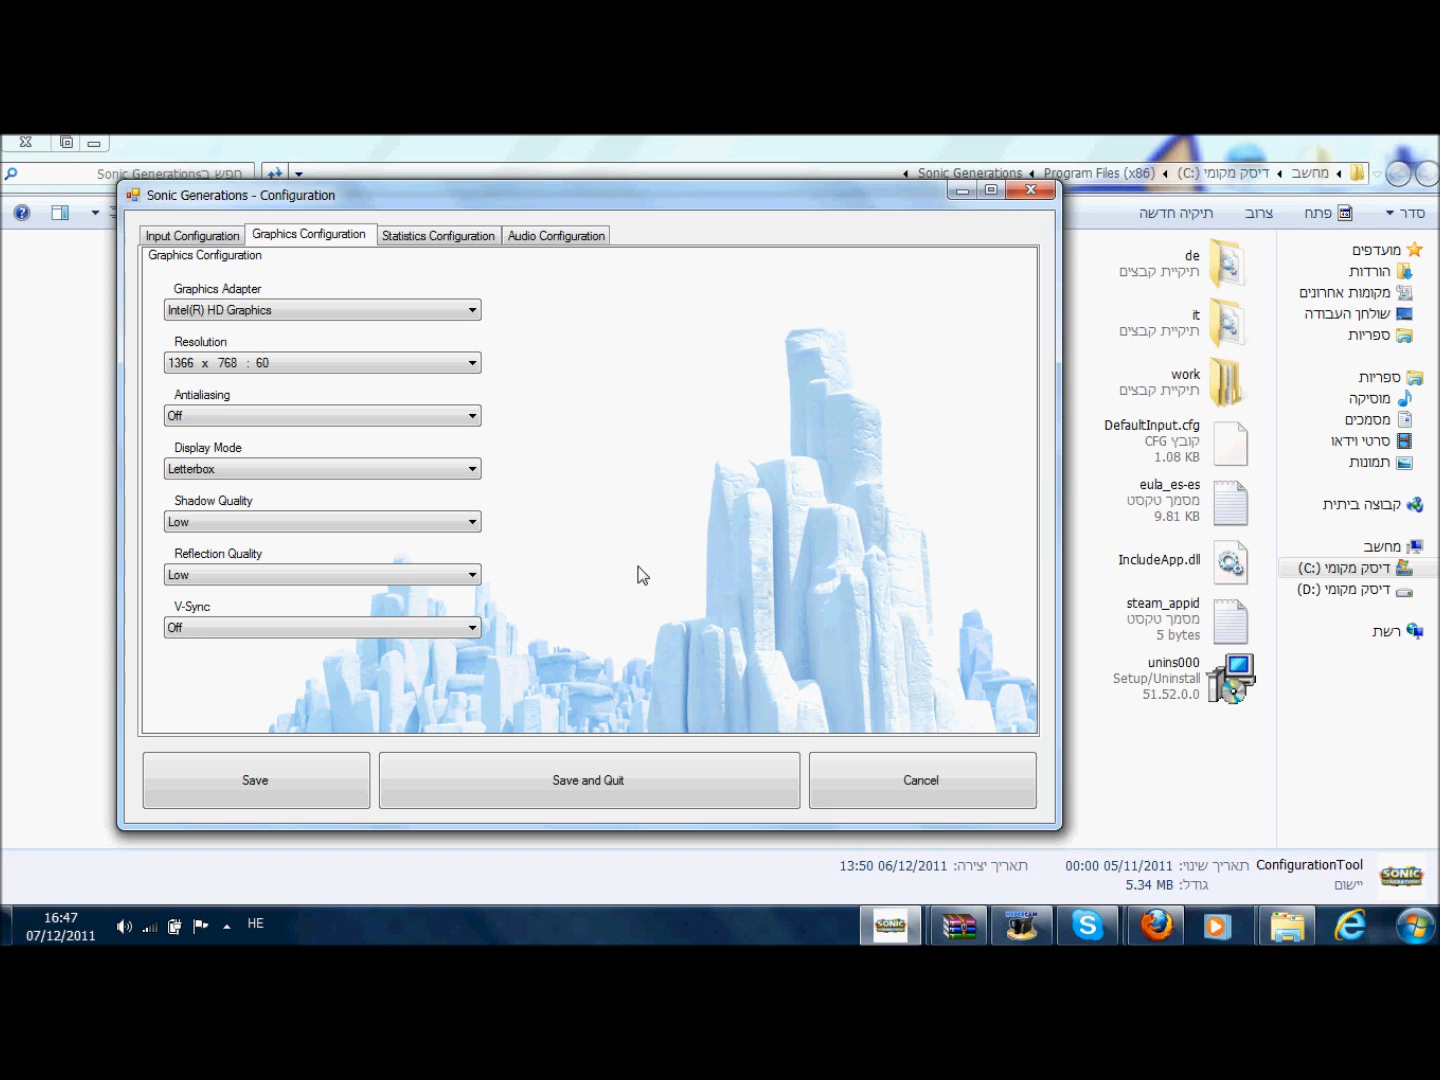 חפש בSonic Generations
Sonic Generations
Program Files (x86)
דיסק מקומי (C:)
מחשב
סדר
פתח
צרוב
תיקיה חדשה
Sonic Generations - Configuration
Input Configuration
Graphics Configuration
Statistics Configuration
Audio Configuration
Graphics Configuration
Graphics Adapter
Intel(R) HD Graphics
Resolution
1366 x 768 : 60
Antialiasing
Off
Display Mode
Letterbox
Shadow Quality
Low
Reflection Quality
Low
V-Sync
Off
Save
Save and Quit
Cancel
de
תיקיית קבצים
it
תיקיית קבצים
work
תיקיית קבצים
DefaultInput.cfg
קובץ CFG
1.08 KB
eula_es-es
מסמך טקסט
9.81 KB
IncludeApp.dll
steam_appid
מסמך טקסט
5 bytes
unins000
Setup/Uninstall
51.52.0.0
מועדפים
הורדות
מקומות אחרונים
שולחן העבודה
ספריות
ספריות
מוסיקה
מסמכים
סרטי וידאו
תמונות
קבוצה ביתית
מחשב
דיסק מקומי (C:)
דיסק מקומי (D:)
רשת
ConfigurationTool
יישום
תאריך שינוי: 05/11/2011 00:00
גודל: 5.34 MB
תאריך יצירה: 06/12/2011 13:50
SONIC
16:47
07/12/2011
HE
SONIC